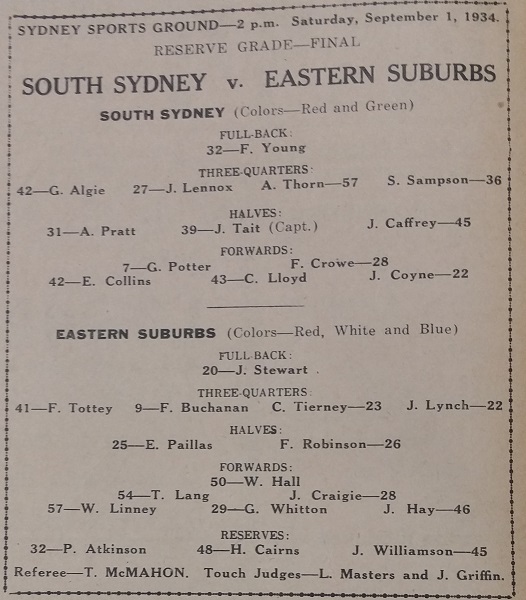 SYDNEY SPORTS GROUND—2 p.m. Saturday, September 1, 1934.
RESERVE GRADE—FINAL
SOUTH SYDNEY v. EASTERN SUBURBS
SOUTH SYDNEY (Colors—Red and Green)
FULL-BACK:
32—F. Young
THREE-QUARTERS:
42—G. Algie 27—J. Lennox A. Thorn—57 S. Sampson—36
HALVES:
31—A. Pratt 39—J. Tait (Capt.) J. Caffrey—45
FORWARDS:
7—G. Potter F. Crowe—28
42—E. Collins 43—C. Lloyd J. Coyne—22
EASTERN SUBURBS (Colors—Red, White and Blue)
FULL-BACK:
20—J. Stewart
THREE-QUARTERS:
41—F. Tottey 9—F. Buchanan C. Tierney—23 J. Lynch—22
HALVES:
25—E. Paillas F. Robinson—26
FORWARDS:
50—W. Hall
54—T. Lang J. Craigie—28
57—W. Linney 29—G. Whitton J. Hay—46
RESERVES:
32—P. Atkinson 48—H. Cairns J. Williamson—45
Referee—T. McMAHON. Touch Judges—L. Masters and J. Griffin.